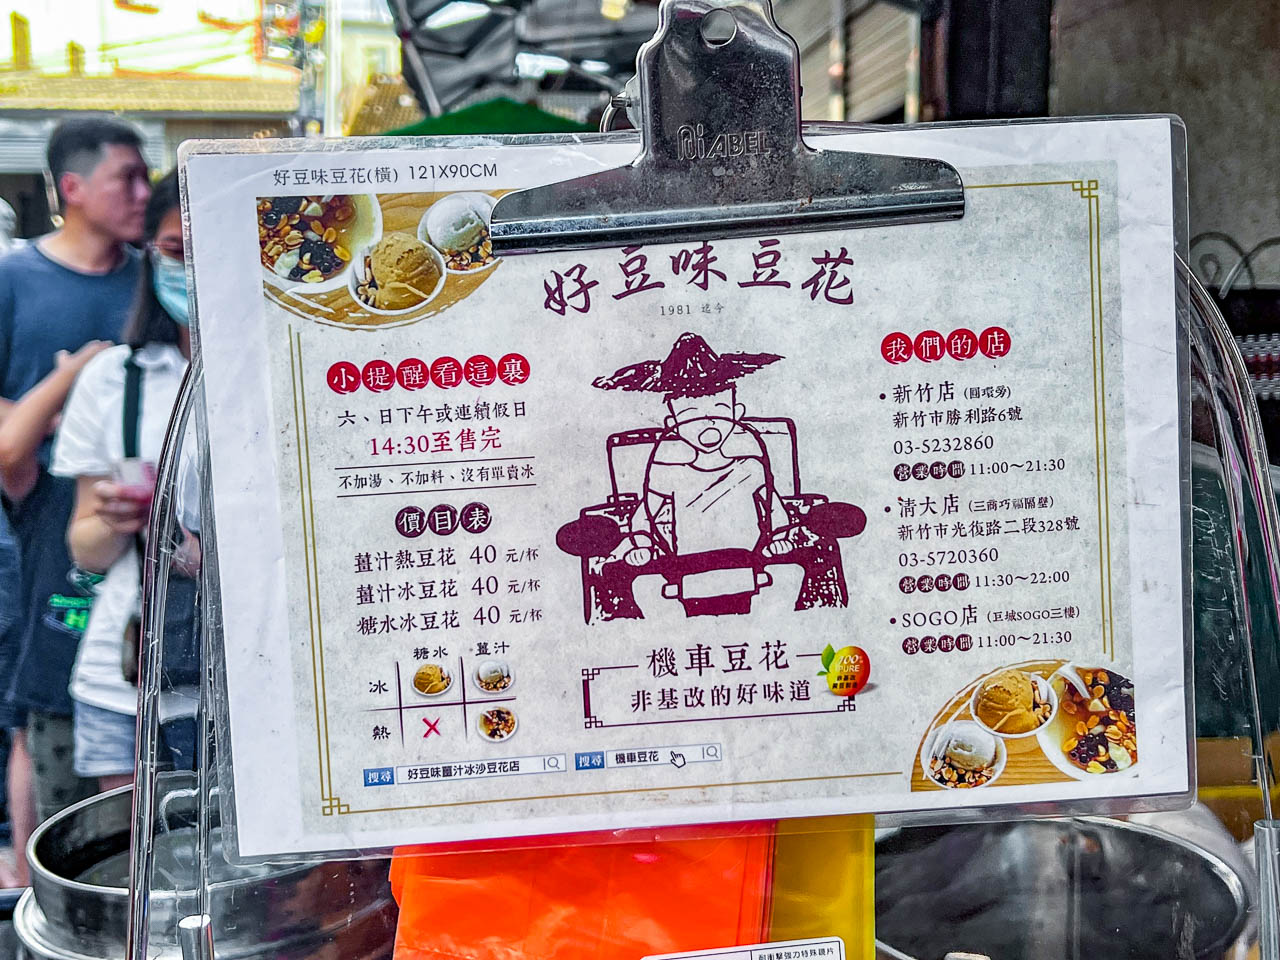 ABEL
好豆味豆花(橫) 121X90CM
好豆味豆花
1981 迄今
小提醒看這裏
六、日下午或連續假日
14:30至售完
不加湯、不加料、沒有單賣冰
價目表
薑汁熱豆花 40 元/杯
薑汁冰豆花 40 元/杯
糖水冰豆花 40 元/杯
糖水 薑汁
冰
熱
搜尋 好豆味薑汁冰沙豆花店
搜尋 機車豆花
機車豆花
非基改的好味道
100%
PURE
我們的店
• 新竹店 (圓環旁)
新竹市勝利路6號
03-5232860
營業時間 11:00～21:30
• 清大店 (三商巧福隔壁)
新竹市光復路二段328號
03-5720360
營業時間 11:30～22:00
• SOGO店 (巨城SOGO三樓)
營業時間 11:00～21:30
耐衝擊強力特殊鏡片